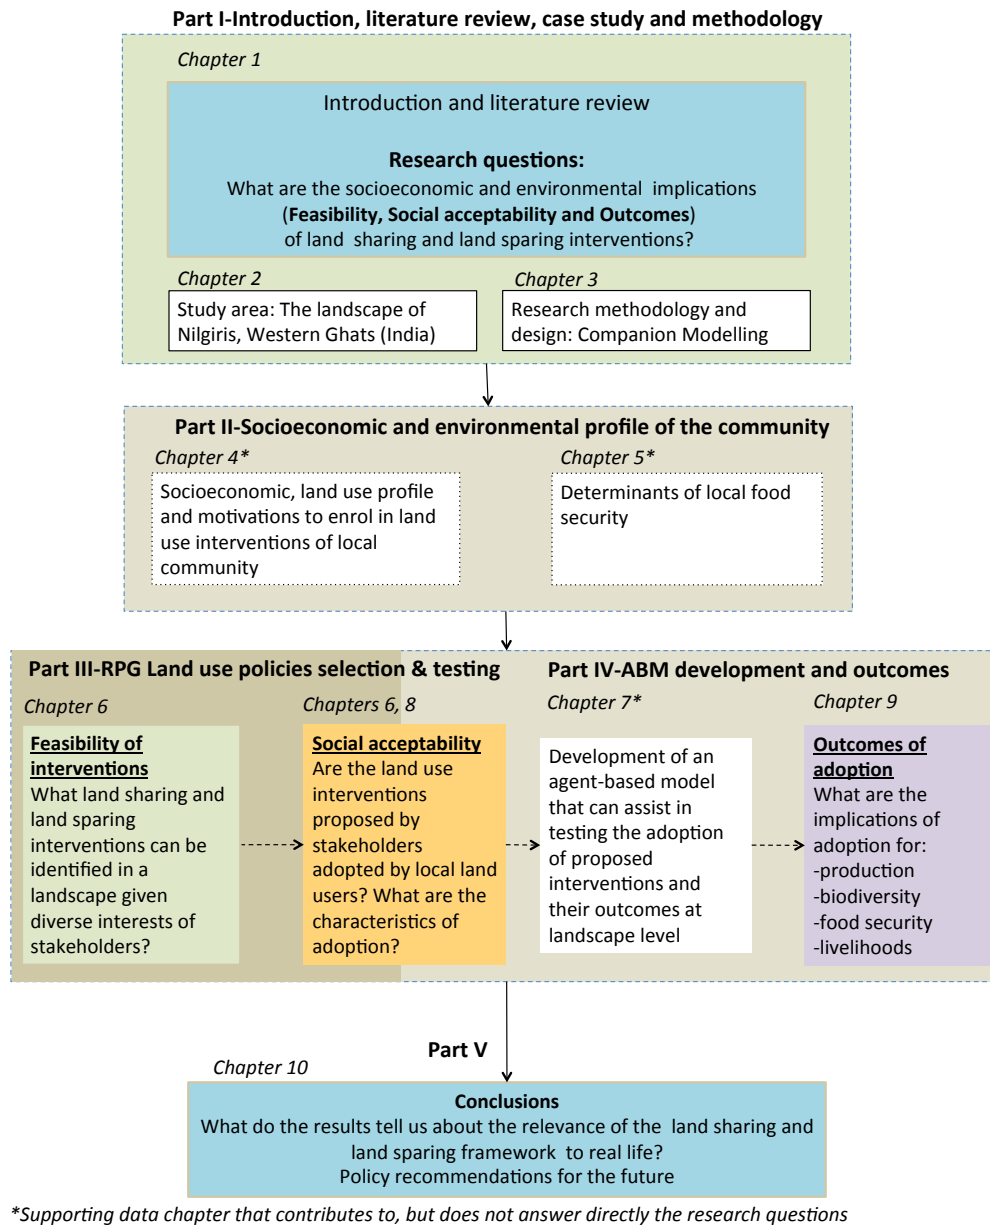 Part I-Introduction, literature review, case study and methodology
Chapter 1
Introduction and literature review
Research questions:
What are the socioeconomic and environmental implications
(Feasibility, Social acceptability and Outcomes)
of land sharing and land sparing interventions?
Chapter 2
Study area: The landscape of
Nilgiris, Western Ghats (India)
Chapter 3
Research methodology and
design: Companion Modelling
Part II-Socioeconomic and environmental profile of the community
Chapter 4*
Socioeconomic, land use profile
and motivations to enrol in land
use interventions of local
community
Chapter 5*
Determinants of local food
security
Part III-RPG Land use policies selection & testing
Chapter 6
Feasibility of
interventions
What land sharing and
land sparing
interventions can be
identified in a
landscape given
diverse interests of
stakeholders?
Chapters 6, 8
Social acceptability
Are the land use
interventions
proposed by
stakeholders
adopted by local land
users? What are the
characteristics of
adoption?
Part IV-ABM development and outcomes
Chapter 7*
Development of an
agent-based model
that can assist in
testing the adoption
of proposed
interventions and
their outcomes at
landscape level
Chapter 9
Outcomes of
adoption
What are the
implications of
adoption for:
-production
-biodiversity
-food security
-livelihoods
Part V
Chapter 10
Conclusions
What do the results tell us about the relevance of the land sharing and
land sparing framework to real life?
Policy recommendations for the future
*Supporting data chapter that contributes to, but does not answer directly the research questions